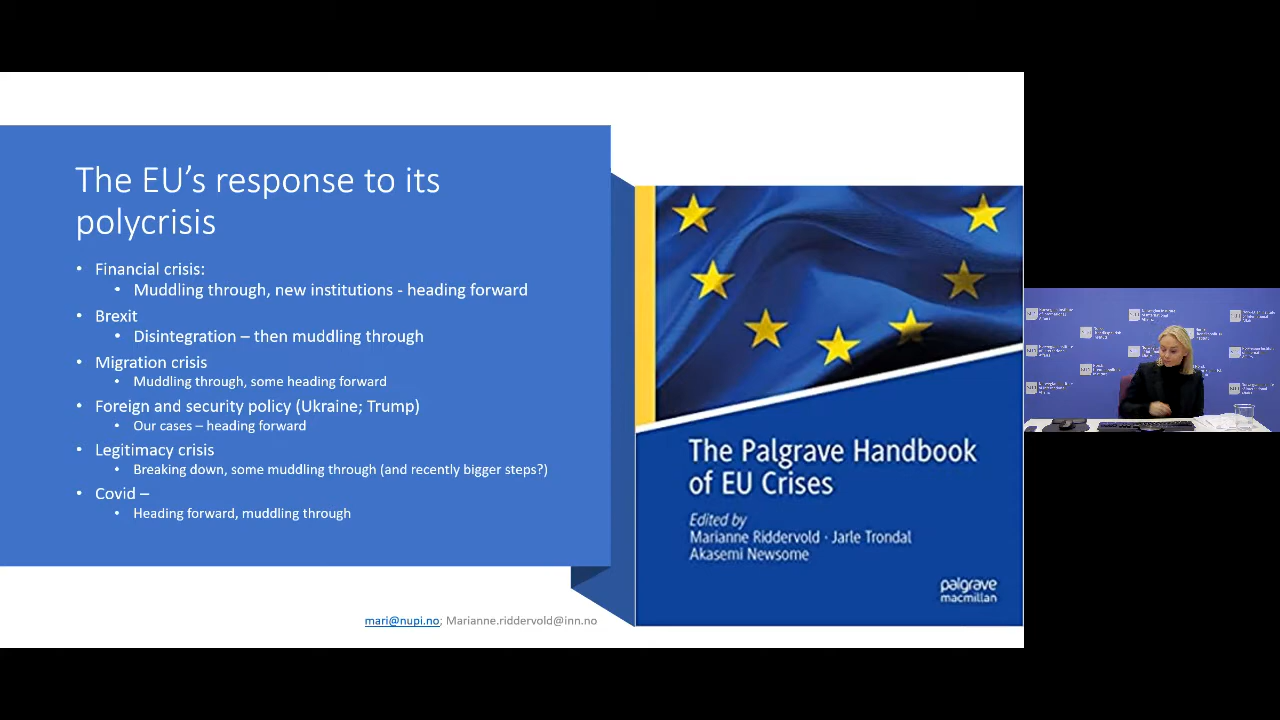 The EU's response to its
polycrisis
• Financial crisis:
• Muddling through, new institutions - heading forward
• Brexit
• Disintegration – then muddling through
• Migration crisis
• Muddling through, some heading forward
• Foreign and security policy (Ukraine; Trump)
• Our cases – heading forward
• Legitimacy crisis
• Breaking down, some muddling through (and recently bigger steps?)
• Covid –
• Heading forward, muddling through
mari@nupi.no; Marianne.riddervold@inn.no
The Palgrave Handbook
of EU Crises
Edited by
Marianne Riddervold · Jarle Trondal
Akasemi Newsome
palgrave
macmillan